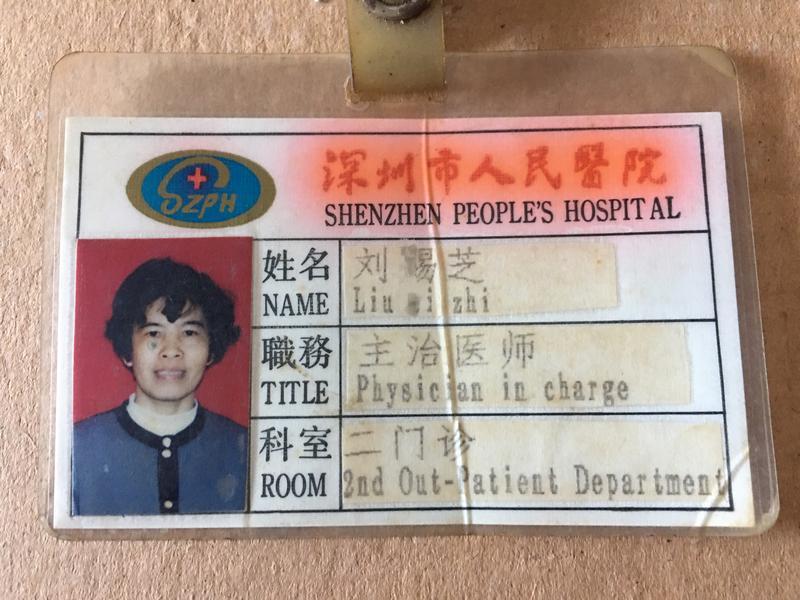 深圳市人民醫院
SHENZHEN PEOPLE'S HOSPITAL
OZPH
姓名 刘 芝
NAME Liu zhi
職務 主治医师
TITLE Physician in charge
科室 二门诊
ROOM 2nd Out-Patient Department